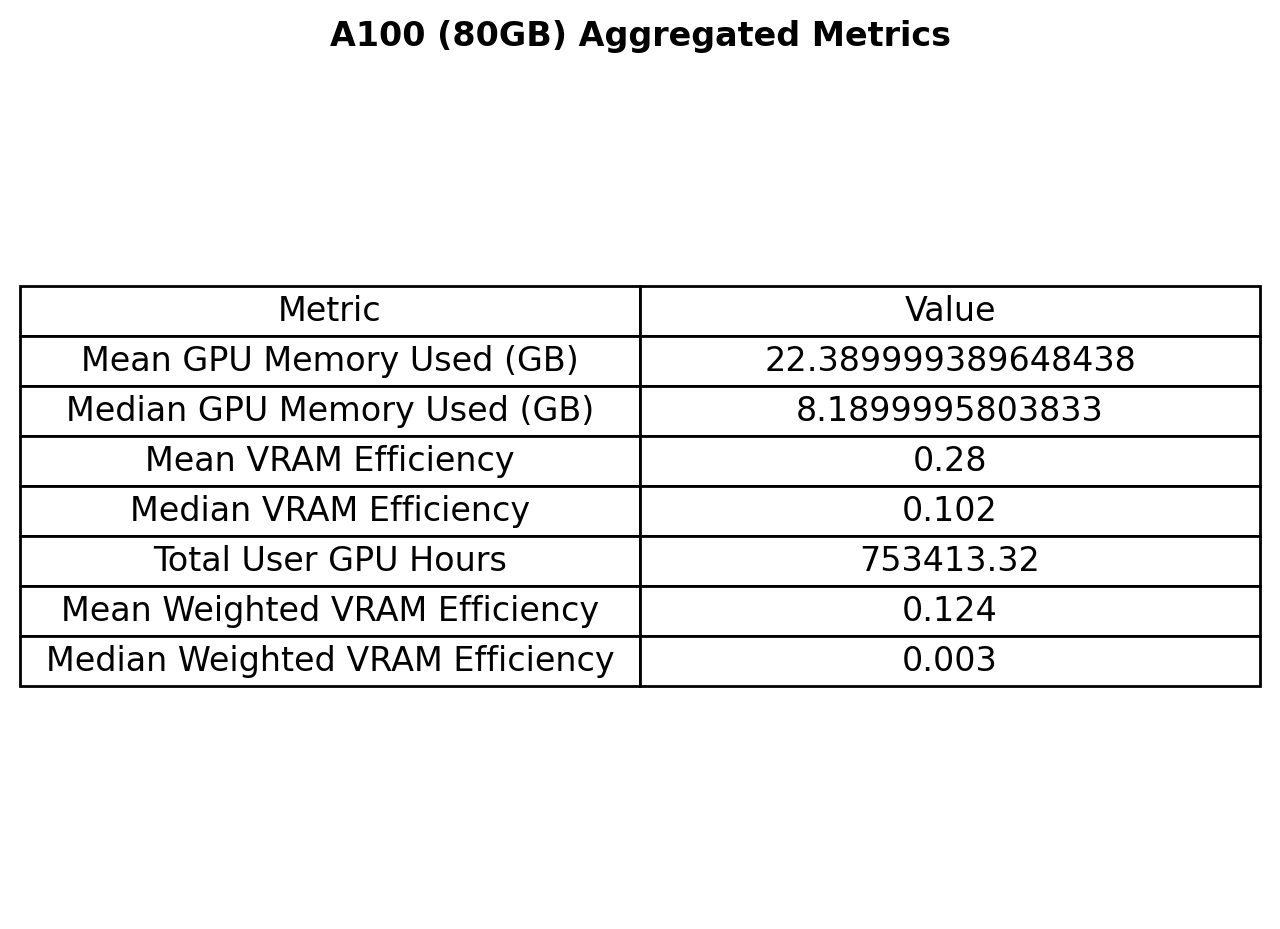 A100 (80GB) Aggregated Metrics
Metric Value
Mean GPU Memory Used (GB) 22.389999389648438
Median GPU Memory Used (GB) 8.1899995803833
Mean VRAM Efficiency 0.28
Median VRAM Efficiency 0.102
Total User GPU Hours 753413.32
Mean Weighted VRAM Efficiency 0.124
Median Weighted VRAM Efficiency 0.003